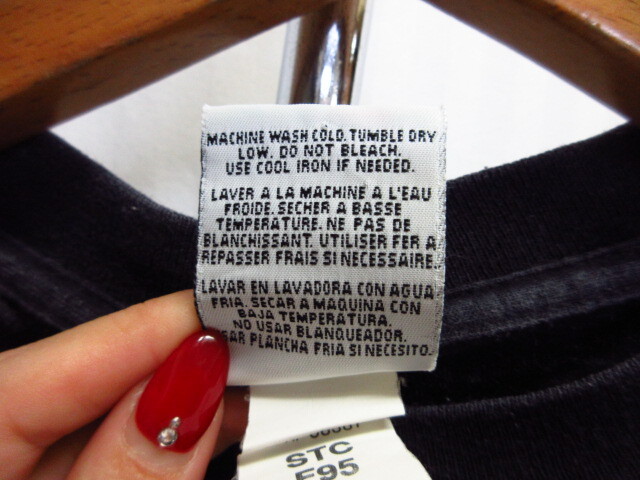 MACHINE WASH COLD. TUMBLE DRY
LOW. DO NOT BLEACH.
USE COOL IRON IF NEEDED.
LAVER A LA MACHINE A L'EAU
FROIDE. SECHER A BASSE
TEMPERATURE. NE PAS DE
BLANCHISSANT. UTILISER FER A
REPASSER FRAIS SI NECESSAIRE.
LAVAR EN LAVADORA CON AGUA
FRIA. SECAR A MAQUINA CON
BAJA TEMPERATURA.
NO USAR BLANQUEADOR.
SAR PLANCHA FRIA SI NECESITO.
STC
F95